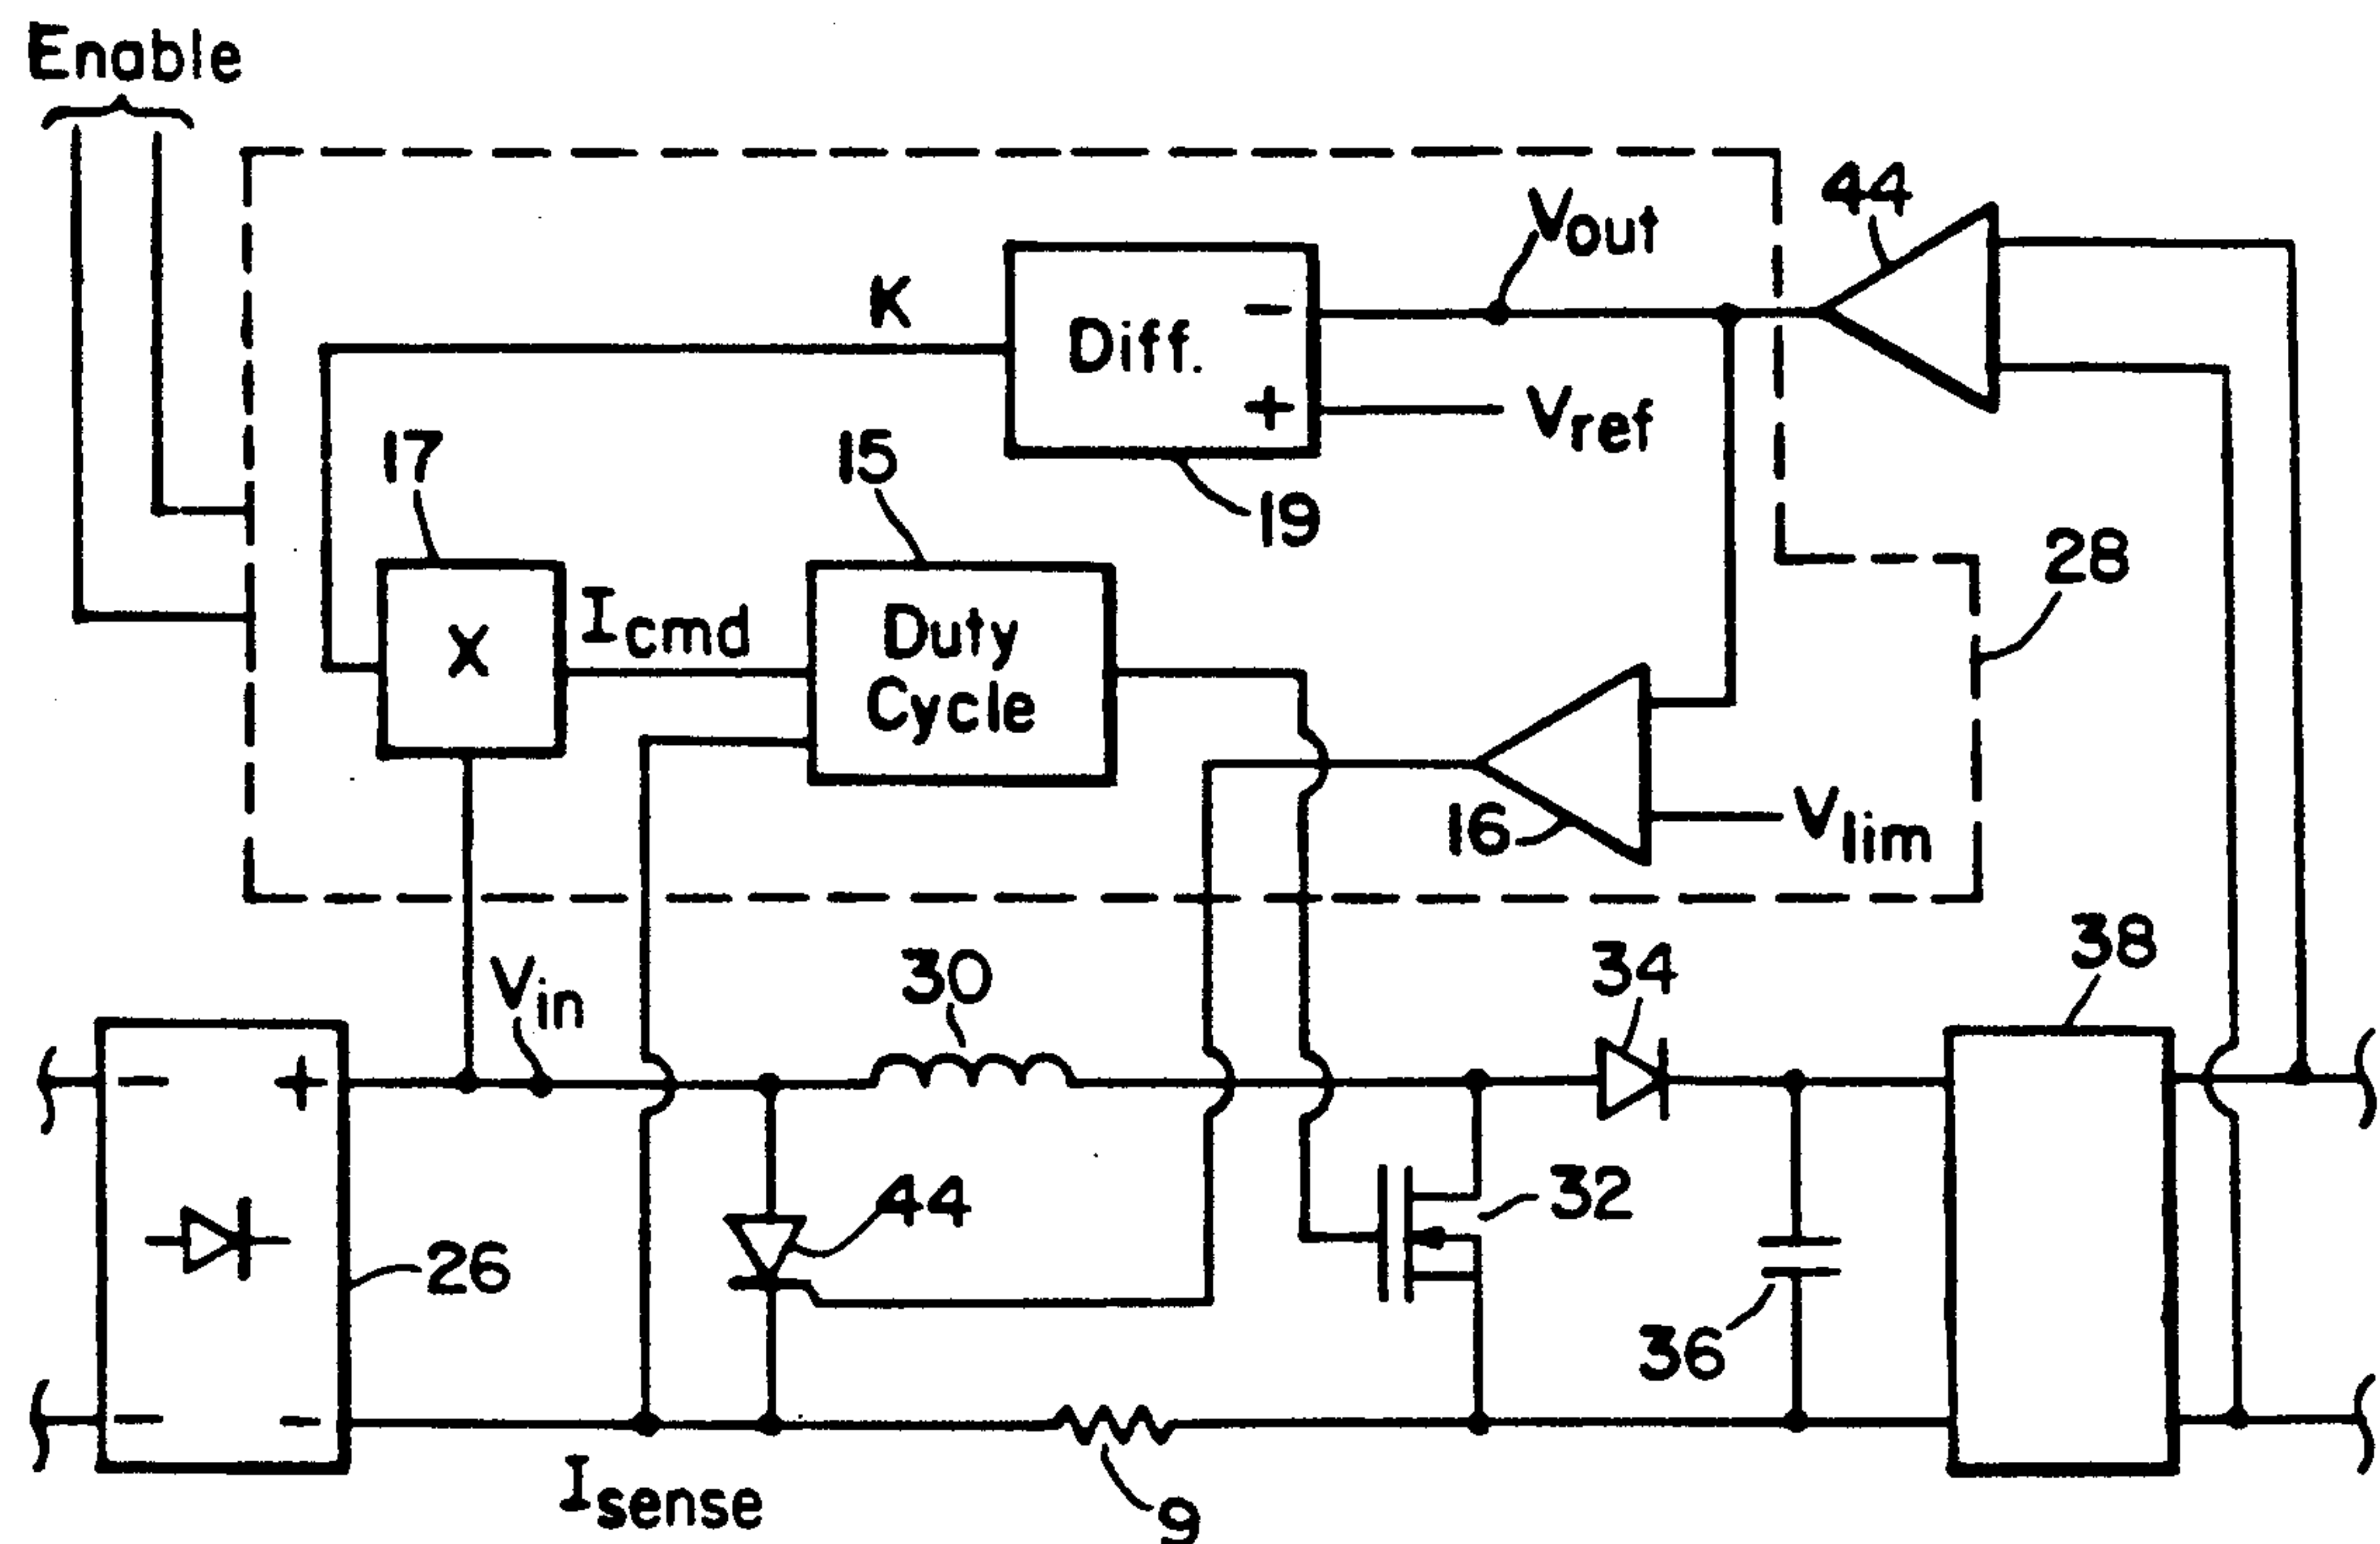 Enable
44
Vout
K
Diff.
−
+
Vref
17
15
19
28
X
Icmd
Duty
Cycle
16
Vlim
38
Vin
30
34
− +
44
32
26
36
− −
Isense
9